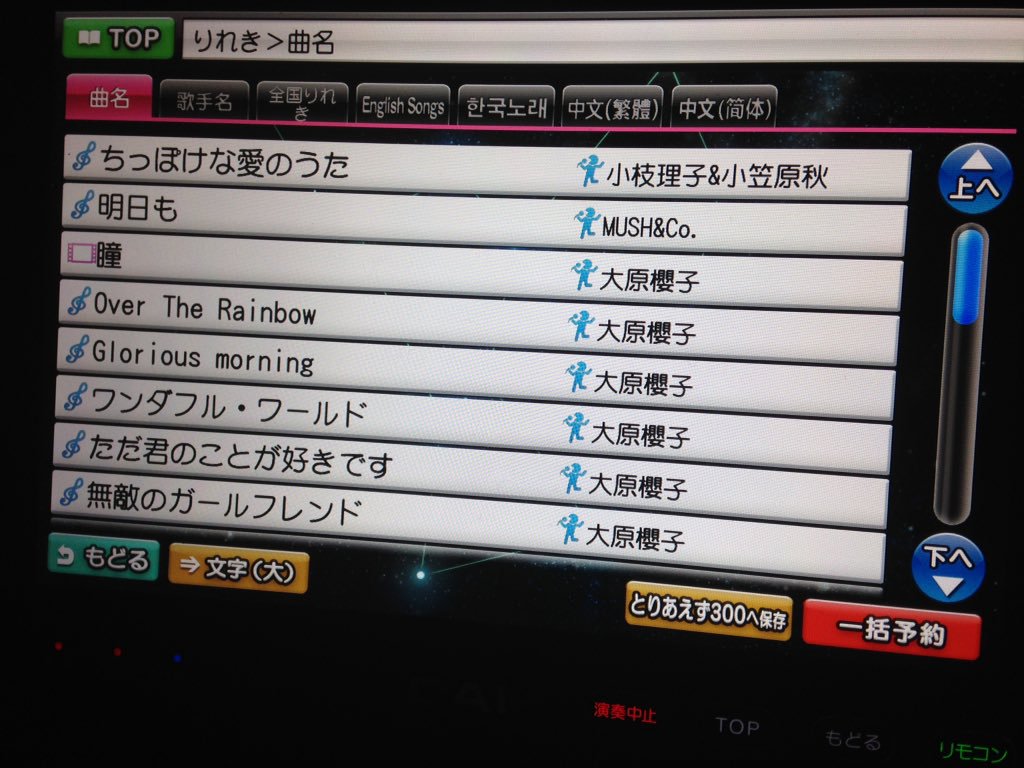 TOP りれき＞曲名
曲名 歌手名 全国りれき English Songs 한국노래 中文(繁體) 中文(简体)
ちっぽけな愛のうた 小枝理子&小笠原秋
明日も MUSH&Co.
瞳 大原櫻子
Over The Rainbow 大原櫻子
Glorious morning 大原櫻子
ワンダフル・ワールド 大原櫻子
ただ君のことが好きです 大原櫻子
無敵のガールフレンド 大原櫻子
上へ
下へ
もどる ⇒文字(大) とりあえず300へ保存 一括予約
演奏中止 TOP もどる リモコン